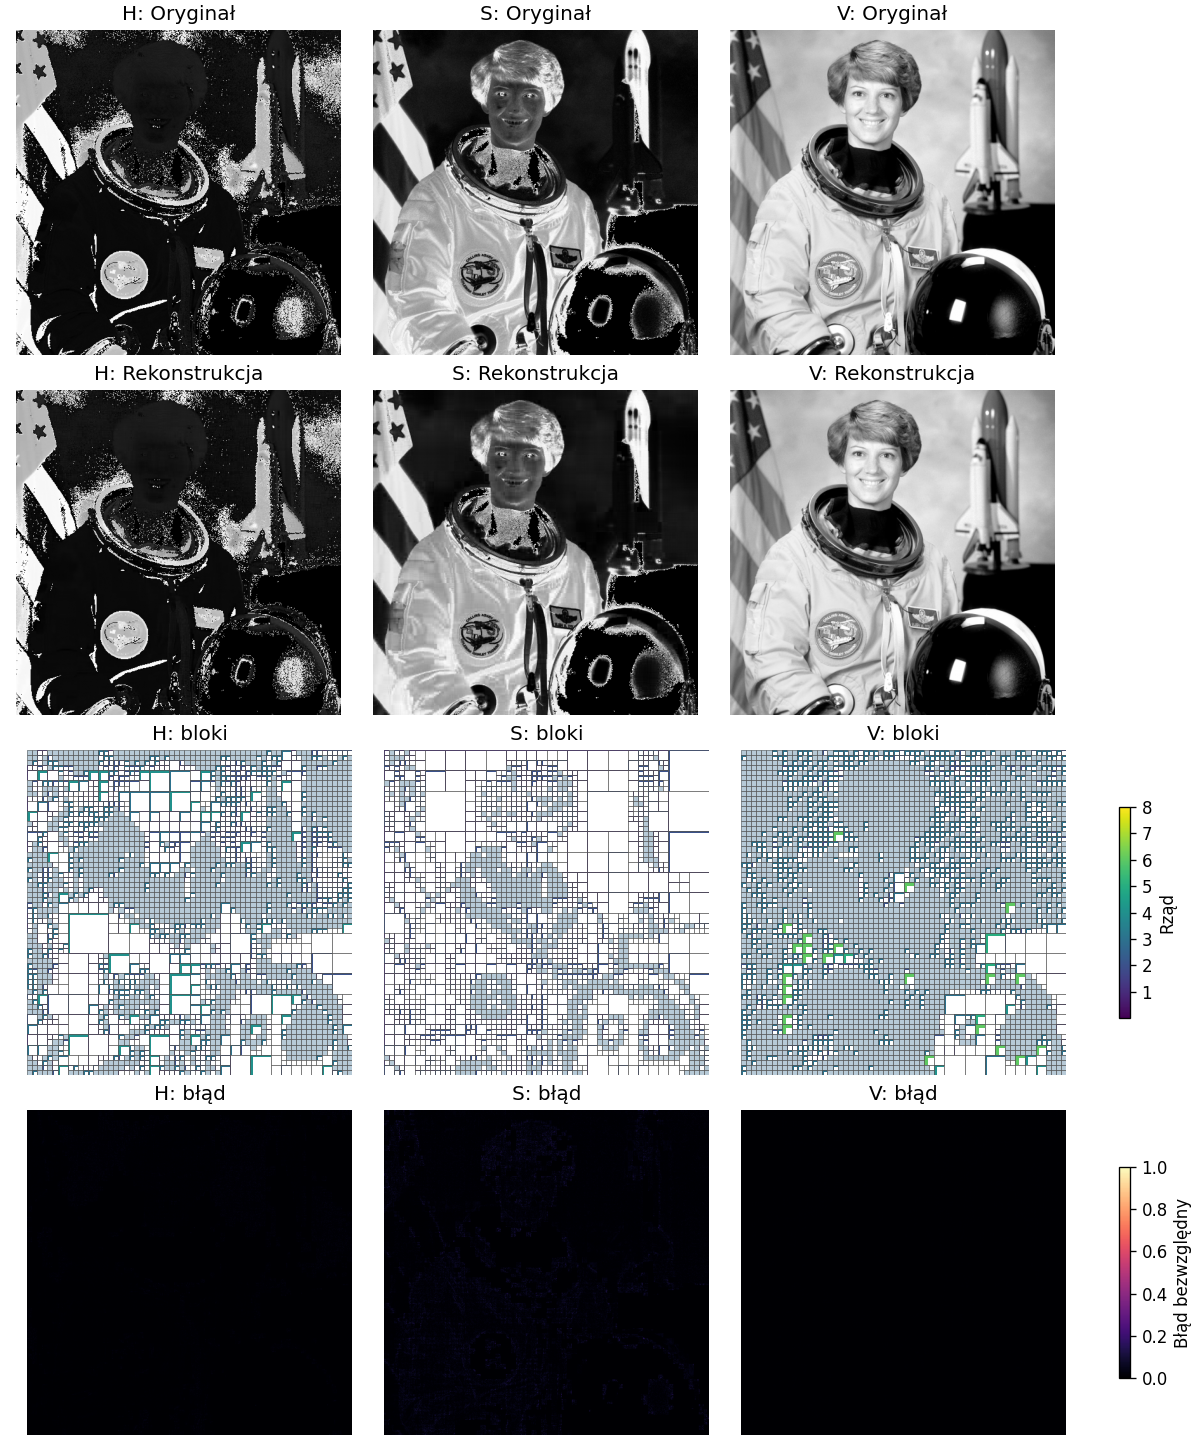 H: Oryginał
S: Oryginał
V: Oryginał
H: Rekonstrukcja
S: Rekonstrukcja
V: Rekonstrukcja
H: bloki
S: bloki
V: bloki
8
7
6
5
4
3
2
1
Rząd
H: błąd
S: błąd
V: błąd
1.0
0.8
0.6
0.4
0.2
0.0
Błąd bezwzględny